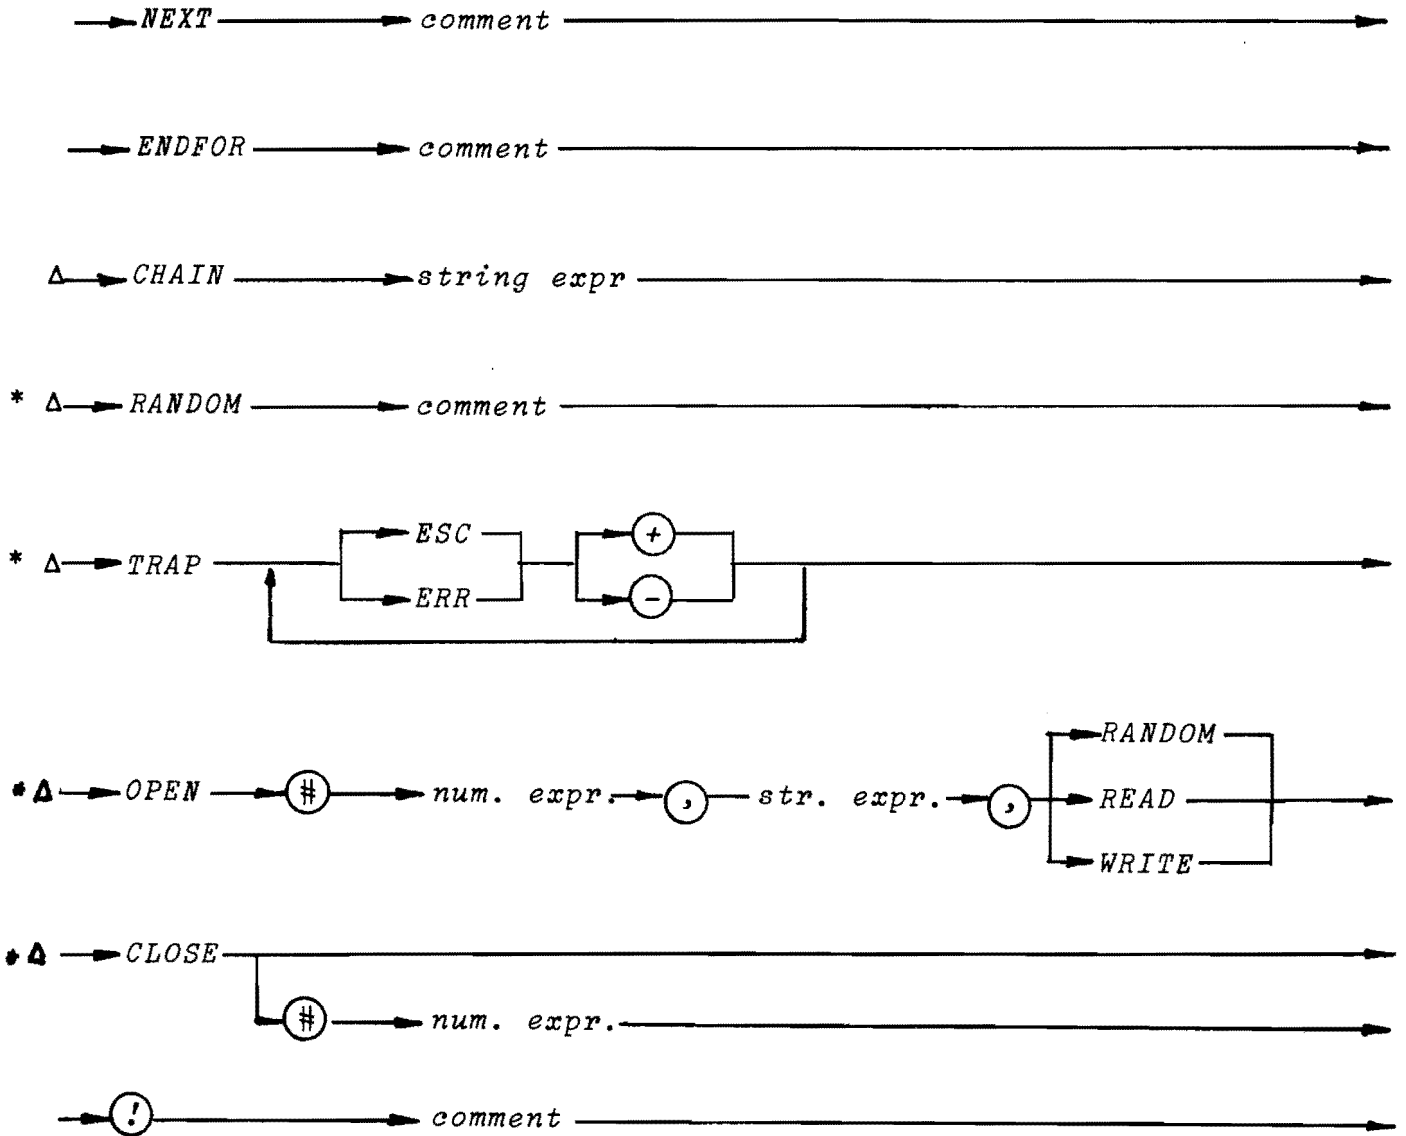 NEXT comment
ENDFOR comment
Δ CHAIN string expr
* Δ RANDOM comment
ESC +
* Δ TRAP
ERR -
RANDOM
* Δ OPEN # num. expr. , str. expr. , READ
WRITE
* Δ CLOSE
# num. expr.
! comment